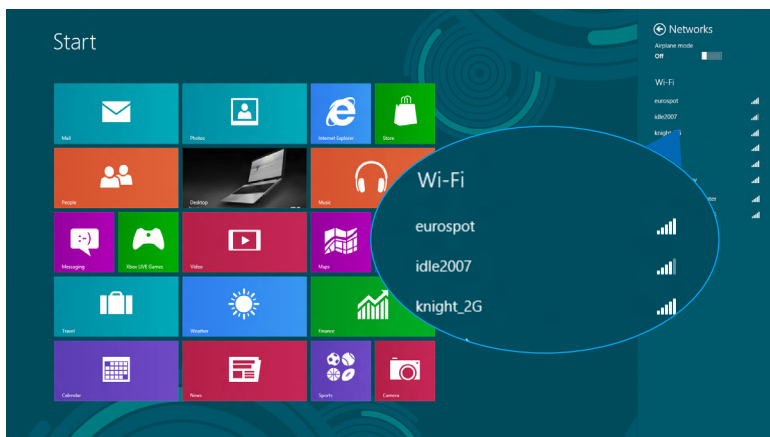 Start
Networks
Airplane mode
Off
Wi-Fi
eurospot
idle2007
Mail
Photos
Internet Explorer
Store
People
Desktop
Music
Messaging
Xbox LIVE Games
Video
Maps
Travel
Weather
Finance
Calendar
News
Sports
Camera
Wi-Fi
eurospot
idle2007
knight_2G